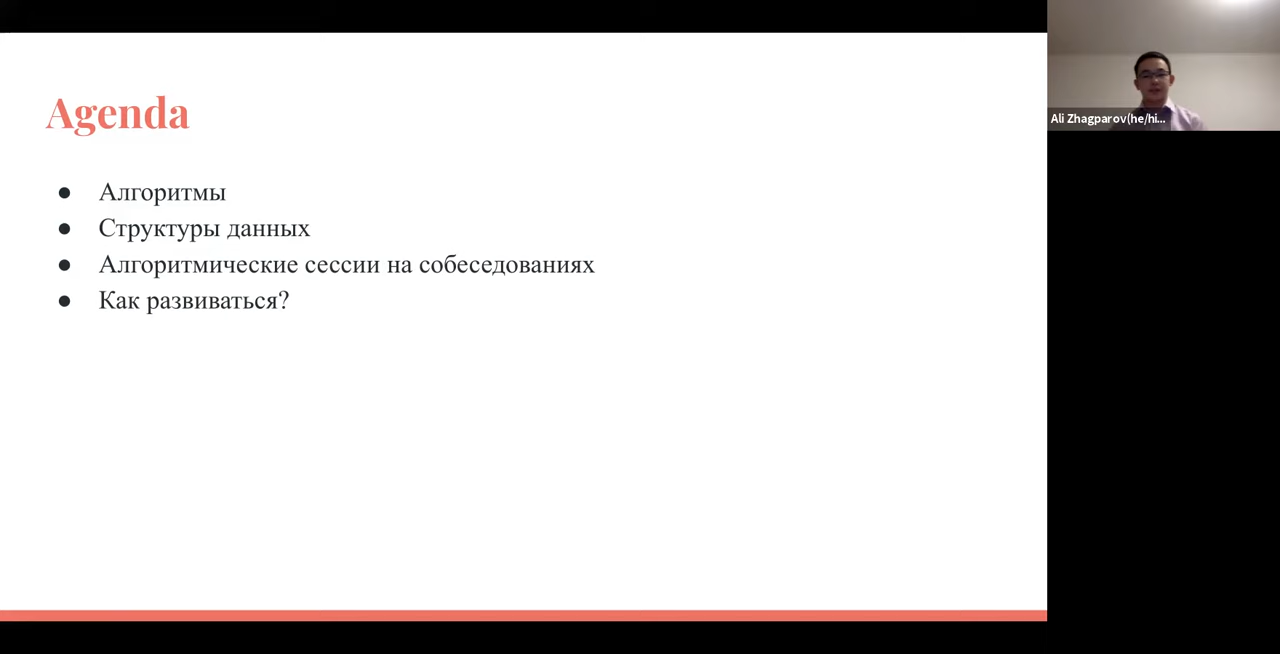 Agenda
● Алгоритмы
● Структуры данных
● Алгоритмические сессии на собеседованиях
● Как развиваться?
Ali Zhagparov(he/hi...